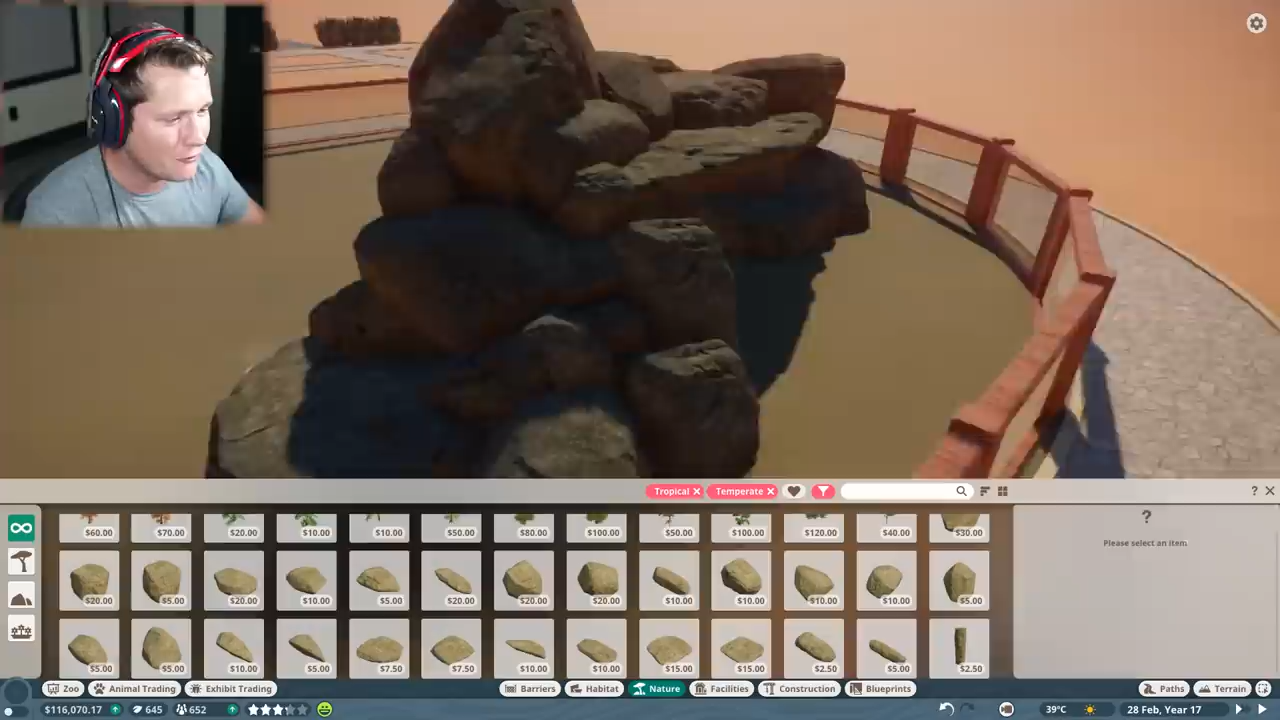 Tropical × Temperate ×
? ×
$60.00 $70.00 $20.00 $10.00 $10.00 $50.00 $80.00 $100.00 $50.00 $100.00 $120.00 $40.00 $30.00
?
Please select an item
$20.00 $5.00 $20.00 $10.00 $5.00 $20.00 $20.00 $20.00 $10.00 $10.00 $10.00 $10.00 $5.00
$5.00 $5.00 $10.00 $5.00 $7.50 $7.50 $10.00 $10.00 $15.00 $15.00 $2.50 $5.00 $2.50
Zoo Animal Trading Exhibit Trading Barriers Habitat Nature Facilities Construction Blueprints Paths Terrain
$116,070.17 645 652 39°C 28 Feb, Year 17